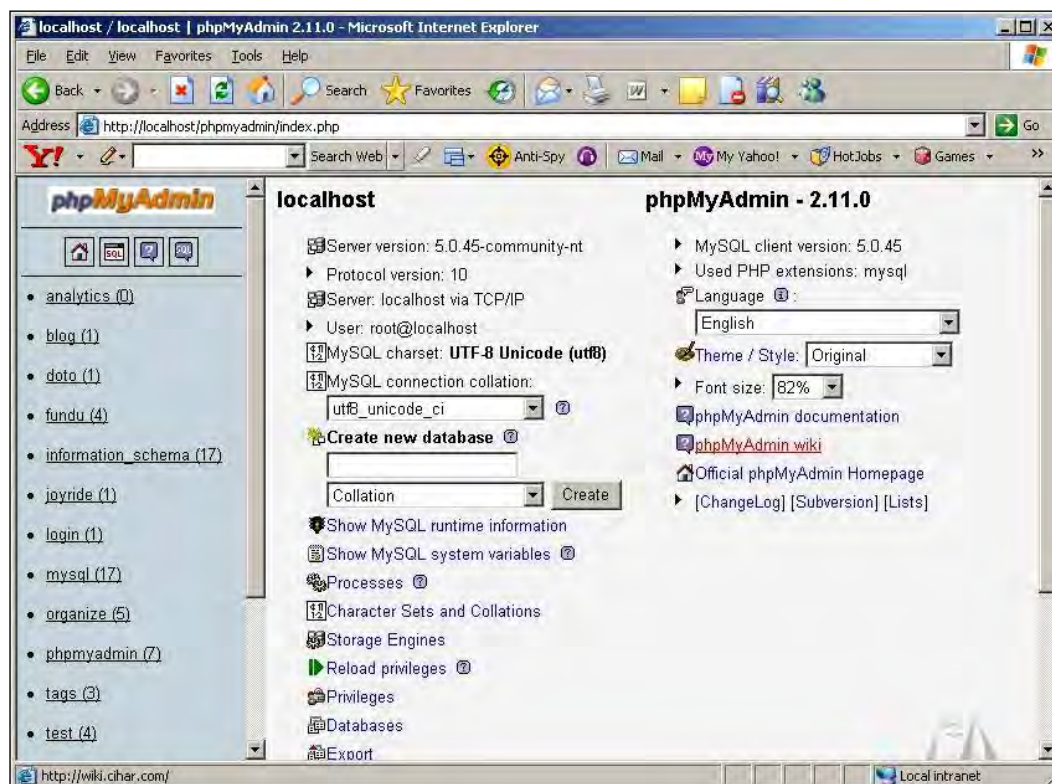 localhost / localhost | phpMyAdmin 2.11.0 - Microsoft Internet Explorer
File Edit View Favorites Tools Help
Back Search Favorites
Address http://localhost/phpmyadmin/index.php Go
Y! Search Web Anti-Spy Mail My Yahoo! HotJobs Games »
phpMyAdmin
SQL
analytics (0)
blog (1)
doto (1)
fundu (4)
information_schema (17)
joyride (1)
login (1)
mysql (17)
organize (5)
phpmyadmin (7)
tags (3)
test (4)
localhost
Server version: 5.0.45-community-nt
Protocol version: 10
Server: localhost via TCP/IP
User: root@localhost
MySQL charset: UTF-8 Unicode (utf8)
MySQL connection collation:
utf8_unicode_ci
Create new database
Collation Create
Show MySQL runtime information
Show MySQL system variables
Processes
Character Sets and Collations
Storage Engines
Reload privileges
Privileges
Databases
Export
phpMyAdmin - 2.11.0
MySQL client version: 5.0.45
Used PHP extensions: mysql
Language :
English
Theme / Style: Original
Font size: 82%
phpMyAdmin documentation
phpMyAdmin wiki
Official phpMyAdmin Homepage
[ChangeLog] [Subversion] [Lists]
http://wiki.cihar.com/ Local intranet